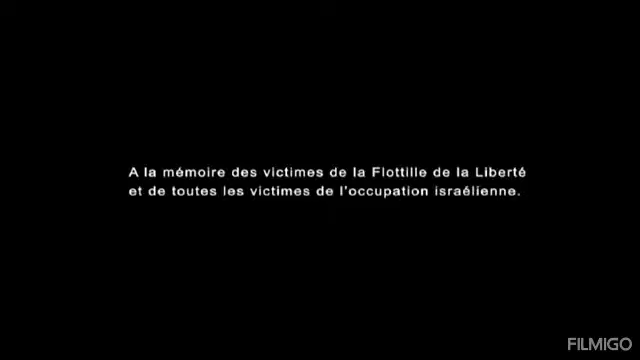 A la mémoire des victimes de la Flottille de la Liberté
et de toutes les victimes de l'occupation israélienne.
FILMIGO